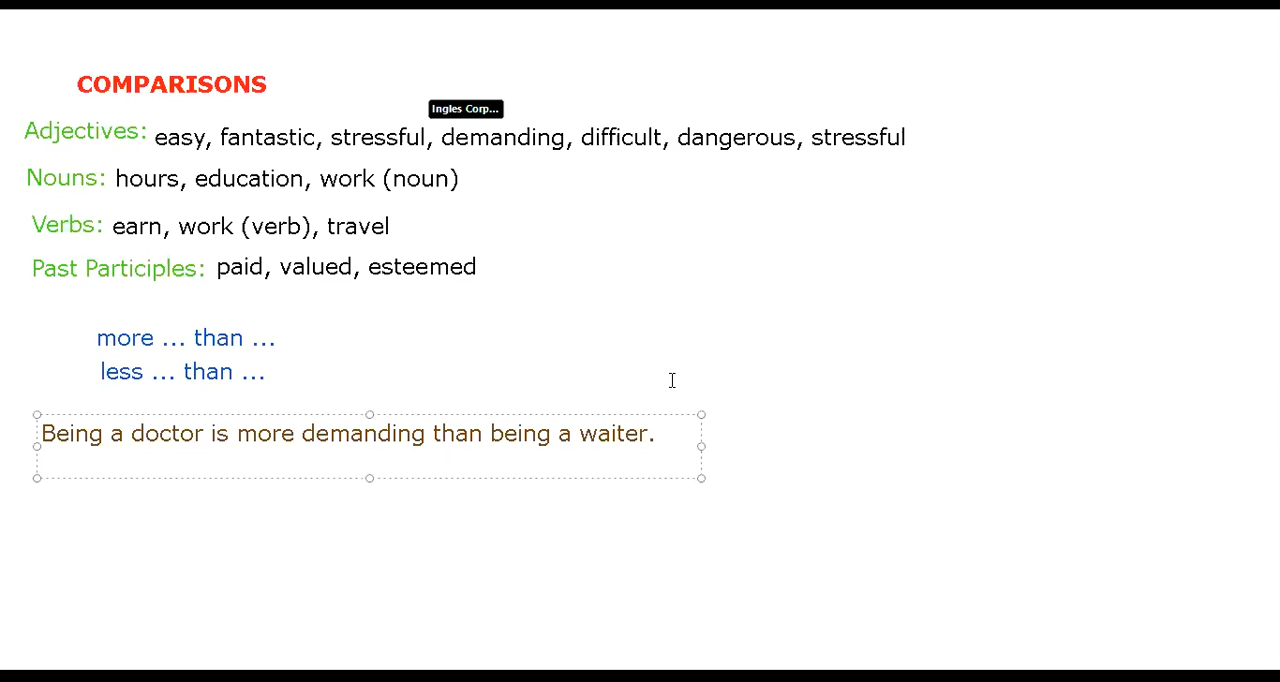 COMPARISONS
Ingles Corp...
Adjectives: easy, fantastic, stressful, demanding, difficult, dangerous, stressful
Nouns: hours, education, work (noun)
Verbs: earn, work (verb), travel
Past Participles: paid, valued, esteemed
more ... than ...
less ... than ...
Being a doctor is more demanding than being a waiter.